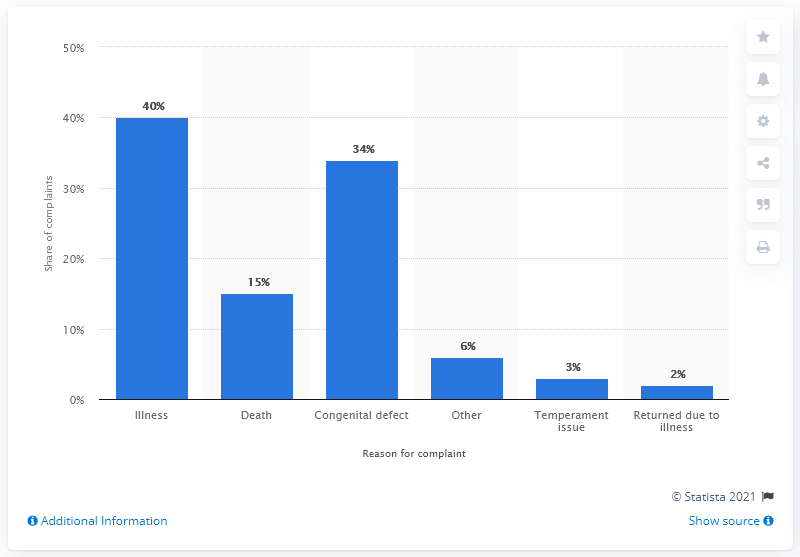 50%
40%
30%
20%
10%
0%
Share of complaints
40%
15%
34%
6%
3%
2%
Illness
Death
Congenital defect
Other
Temperament
issue
Returned due to
illness
Reason for complaint
© Statista 2021
Additional Information
Show source